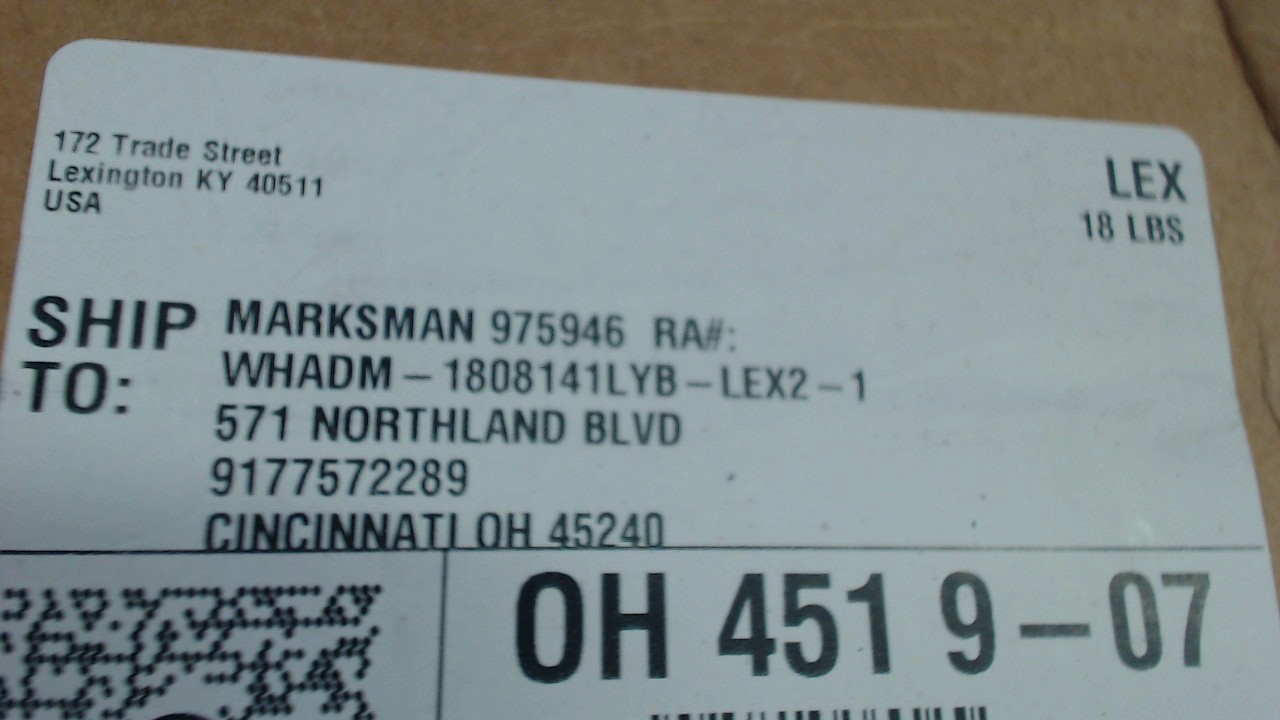 172 Trade Street
Lexington KY 40511
USA
LEX
18 LBS
SHIP TO:
MARKSMAN 975946 RA#:
WHADM - 1808141LYB - LEX2 - 1
571 NORTHLAND BLVD
9177572289
CINCINNATI OH 45240
OH 451 9-07